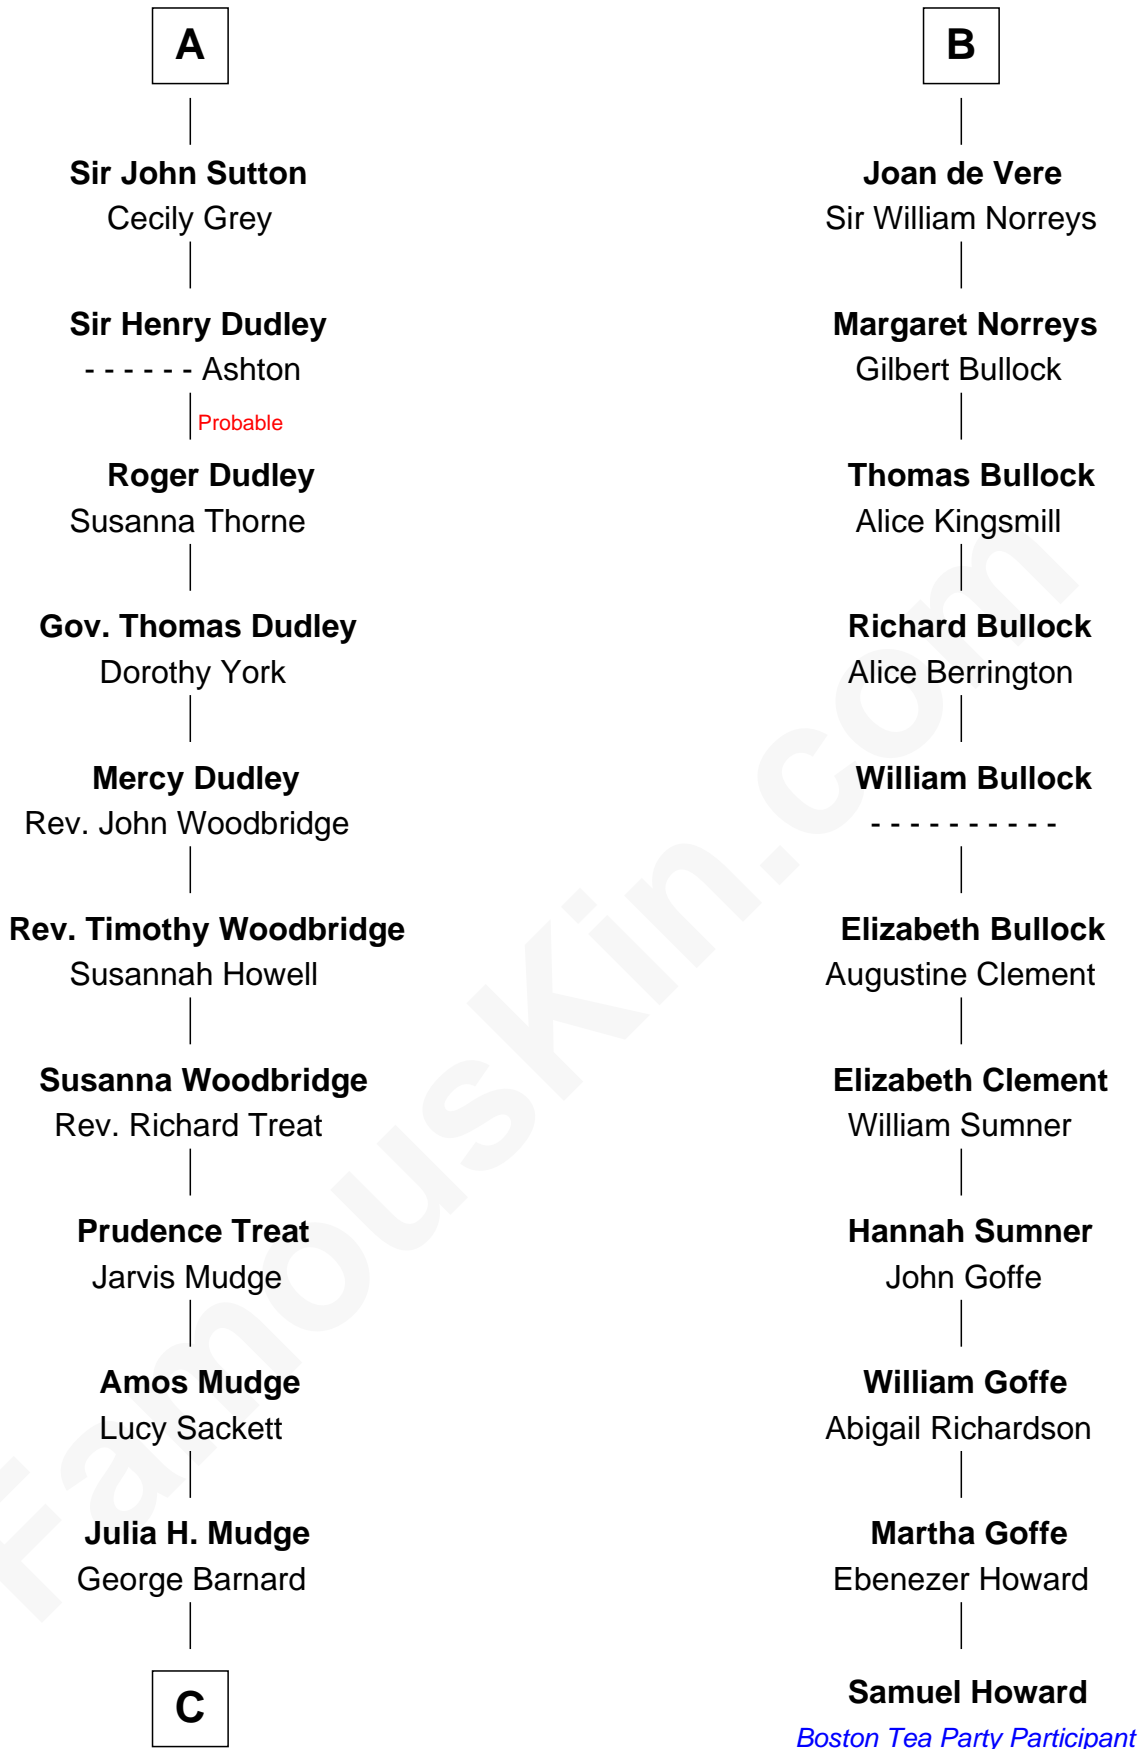 A
Sir John Sutton
Cecily Grey
Sir Henry Dudley
- - - - - - Ashton
Probable
Roger Dudley
Susanna Thorne
Gov. Thomas Dudley
Dorothy York
Mercy Dudley
Rev. John Woodbridge
Rev. Timothy Woodbridge
Susannah Howell
Susanna Woodbridge
Rev. Richard Treat
Prudence Treat
Jarvis Mudge
Amos Mudge
Lucy Sackett
Julia H. Mudge
George Barnard
C
B
Joan de Vere
Sir William Norreys
Margaret Norreys
Gilbert Bullock
Thomas Bullock
Alice Kingsmill
Richard Bullock
Alice Berrington
William Bullock
- - - - - - - - - -
Elizabeth Bullock
Augustine Clement
Elizabeth Clement
William Sumner
Hannah Sumner
John Goffe
William Goffe
Abigail Richardson
Martha Goffe
Ebenezer Howard
Samuel Howard
Boston Tea Party Participant
FamousKin.com